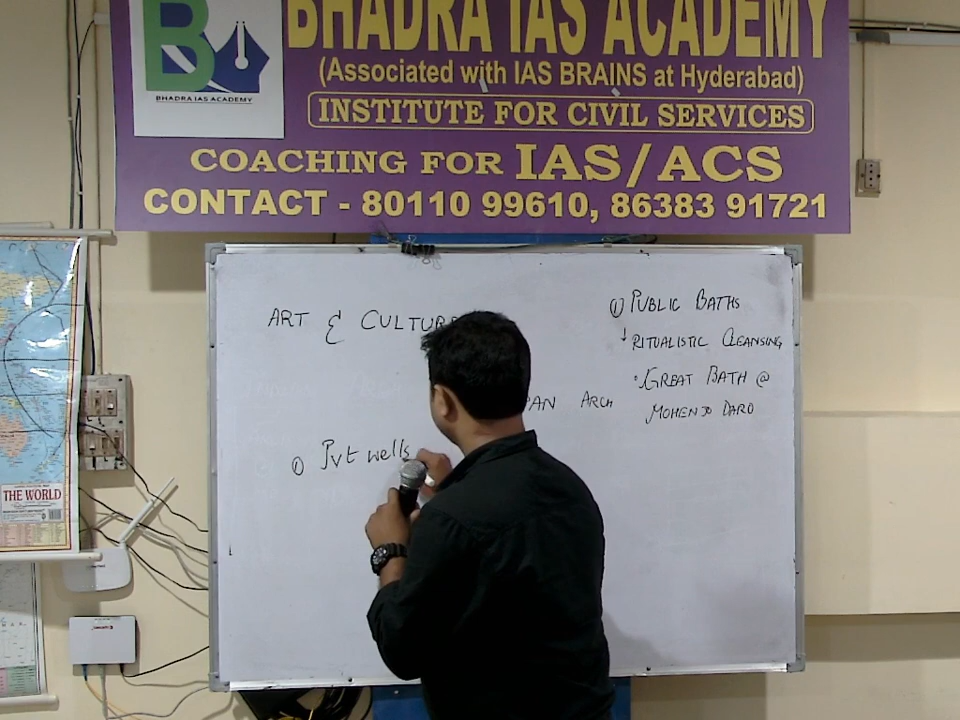 BHADRA IAS ACADEMY
(Associated with IAS BRAINS at Hyderabad)
INSTITUTE FOR CIVIL SERVICES
COACHING FOR IAS/ACS
CONTACT - 80110 99610, 86383 91721
B
BHADRA IAS ACADEMY
THE WORLD
ART & CULTURE
PAN ARCH
① Pvt wells
① PUBLIC BATHS
↓ RITUALISTIC CLEANSING
• GREAT BATH @
MOHENJO DARO